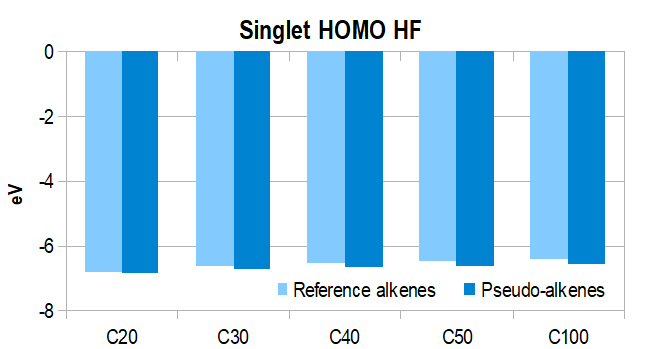 Singlet HOMO HF
0
-2
-4
-6
-8
eV
Reference alkenes
Pseudo-alkenes
C20 C30 C40 C50 C100